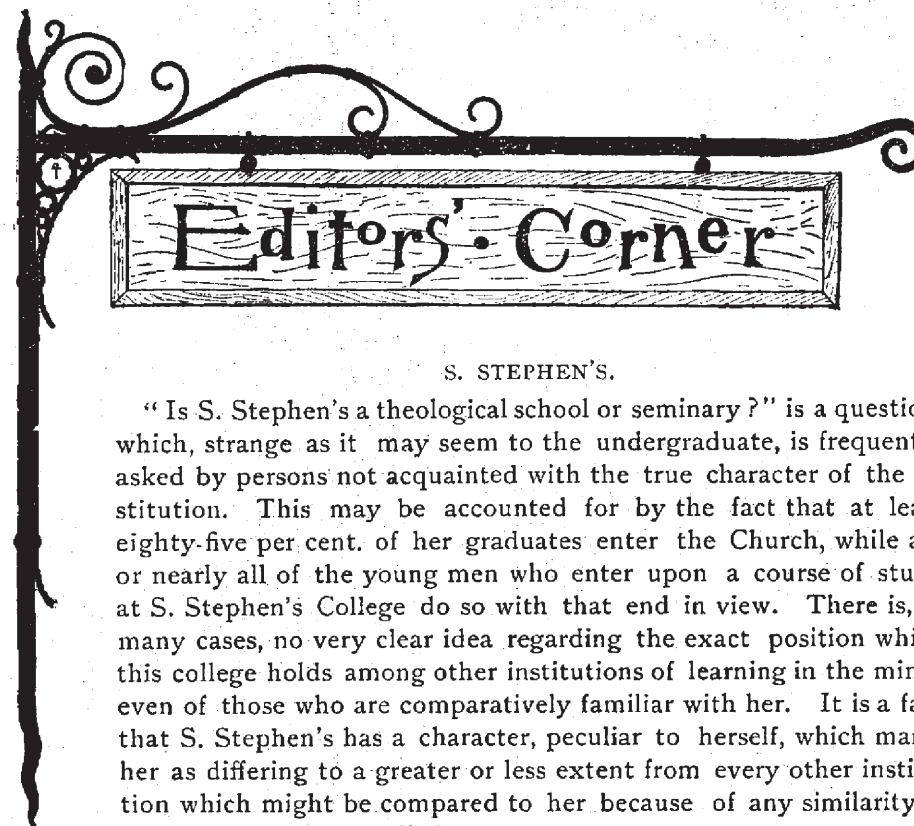 Editors' · Corner
S. STEPHEN'S.
“ Is S. Stephen's a theological school or seminary ?” is a questio
which, strange as it may seem to the undergraduate, is frequent
asked by persons not acquainted with the true character of the
stitution. This may be accounted for by the fact that at lea
eighty-five per cent. of her graduates enter the Church, while a
or nearly all of the young men who enter upon a course of stu
at S. Stephen's College do so with that end in view. There is,
many cases, no very clear idea regarding the exact position whi
this college holds among other institutions of learning in the min
even of those who are comparatively familiar with her. It is a fa
that S. Stephen's has a character, peculiar to herself, which mar
her as differing to a greater or less extent from every other insti
tion which might be compared to her because of any similarity